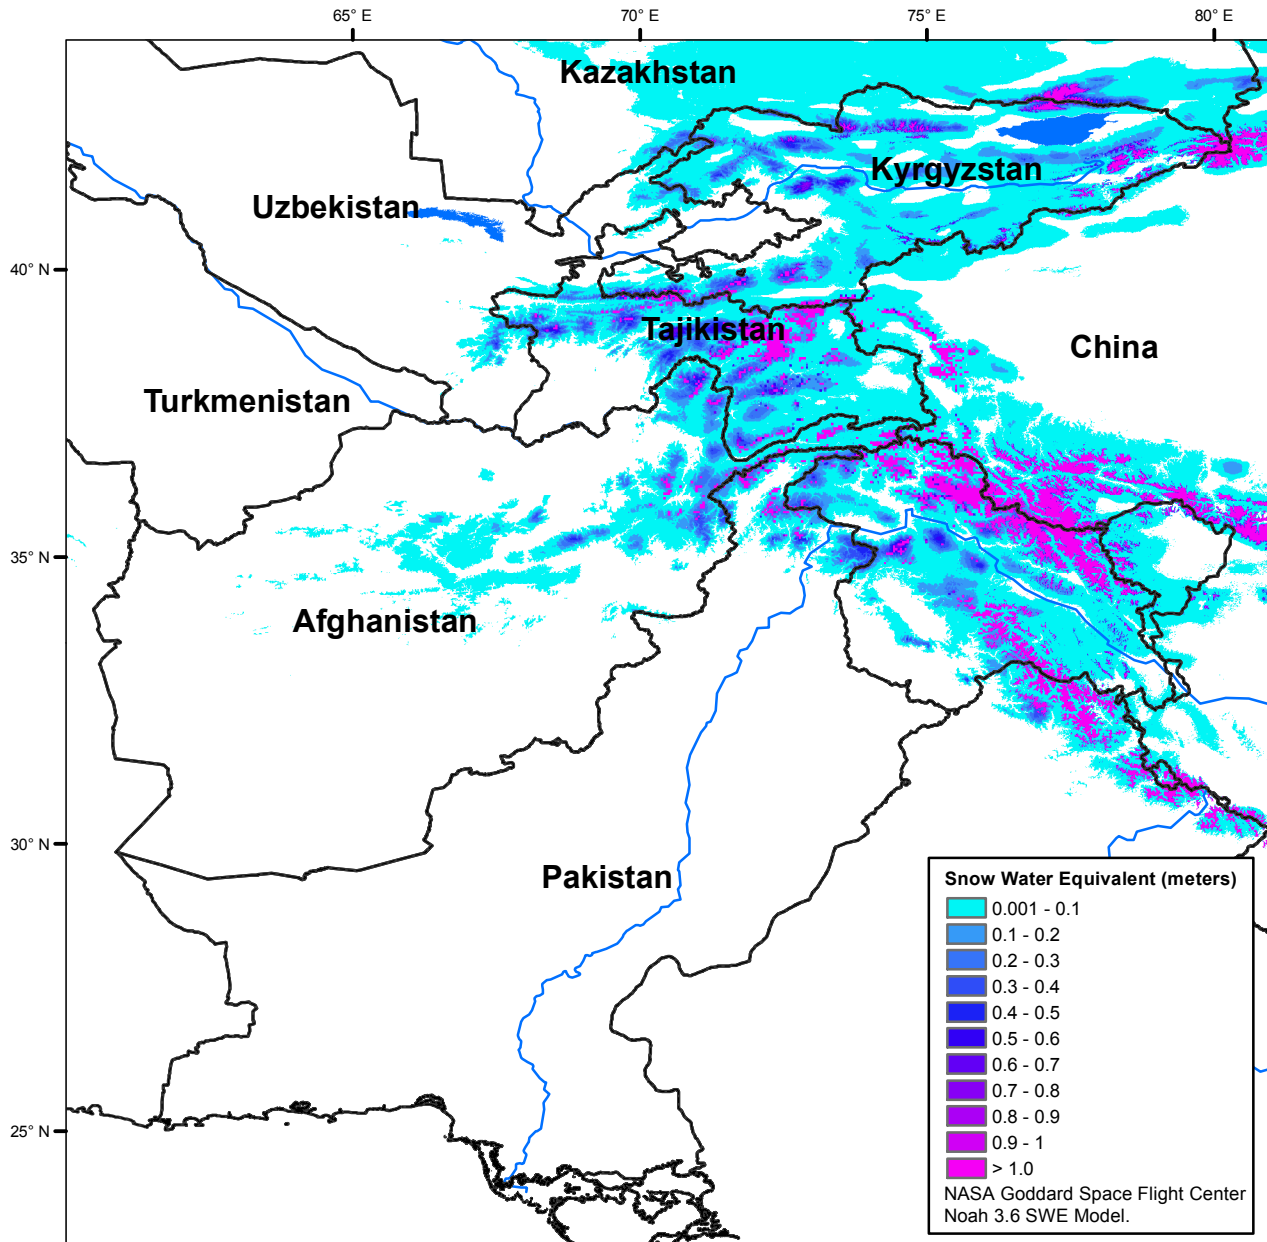 65° E
70° E
75° E
80° E
Kazakhstan
Kyrgyzstan
Uzbekistan
40° N
Tajikistan
China
Turkmenistan
35° N
Afghanistan
30° N
Pakistan
25° N
Snow Water Equivalent (meters)
0.001 - 0.1
0.1 - 0.2
0.2 - 0.3
0.3 - 0.4
0.4 - 0.5
0.5 - 0.6
0.6 - 0.7
0.7 - 0.8
0.8 - 0.9
0.9 - 1
> 1.0
NASA Goddard Space Flight Center
Noah 3.6 SWE Model.